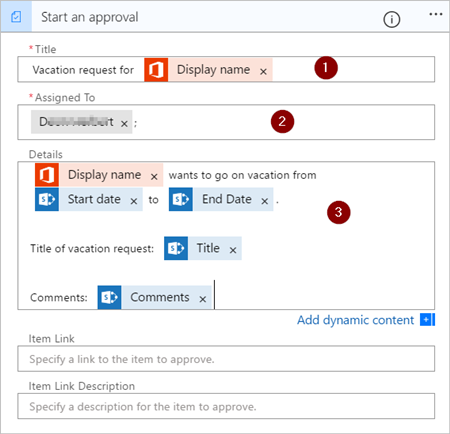 Start an approval
* Title
Vacation request for Display name × 1
* Assigned To
× ; 2
Details
Display name × wants to go on vacation from
Start date × to End Date × .
3
Title of vacation request: Title ×
Comments: Comments ×
Add dynamic content +
Item Link
Specify a link to the item to approve.
Item Link Description
Specify a description for the item to approve.